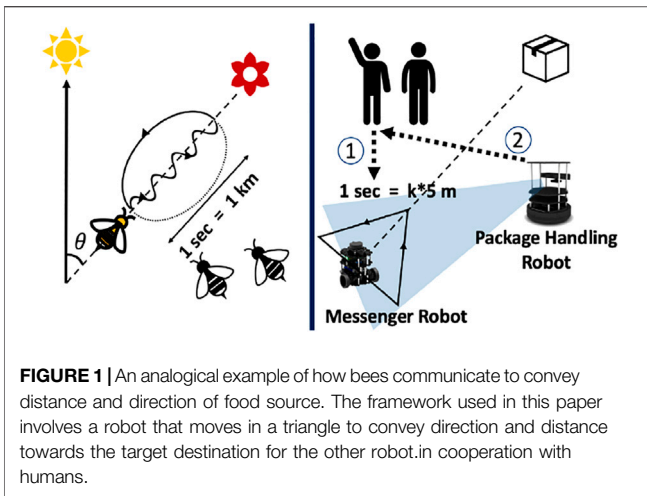 θ
1 sec = 1 km
1
2
1 sec = k*5 m
Package Handling
Robot
Messenger Robot
FIGURE 1 | An analogical example of how bees communicate to convey
distance and direction of food source. The framework used in this paper
involves a robot that moves in a triangle to convey direction and distance
towards the target destination for the other robot.in cooperation with
humans.